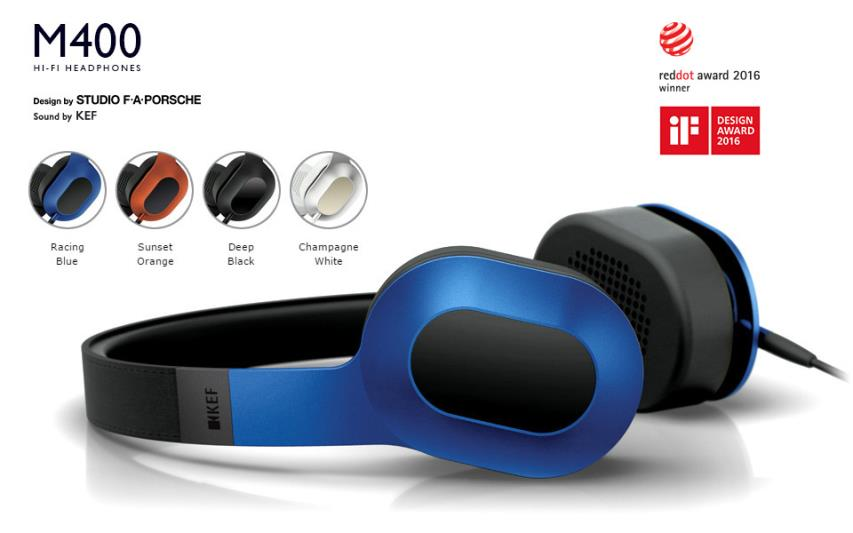 M400
HI-FI HEADPHONES
Design by STUDIO F·A·PORSCHE
Sound by KEF
reddot award 2016
winner
iF DESIGN
AWARD
2016
Racing
Blue
Sunset
Orange
Deep
Black
Champagne
White
KEF